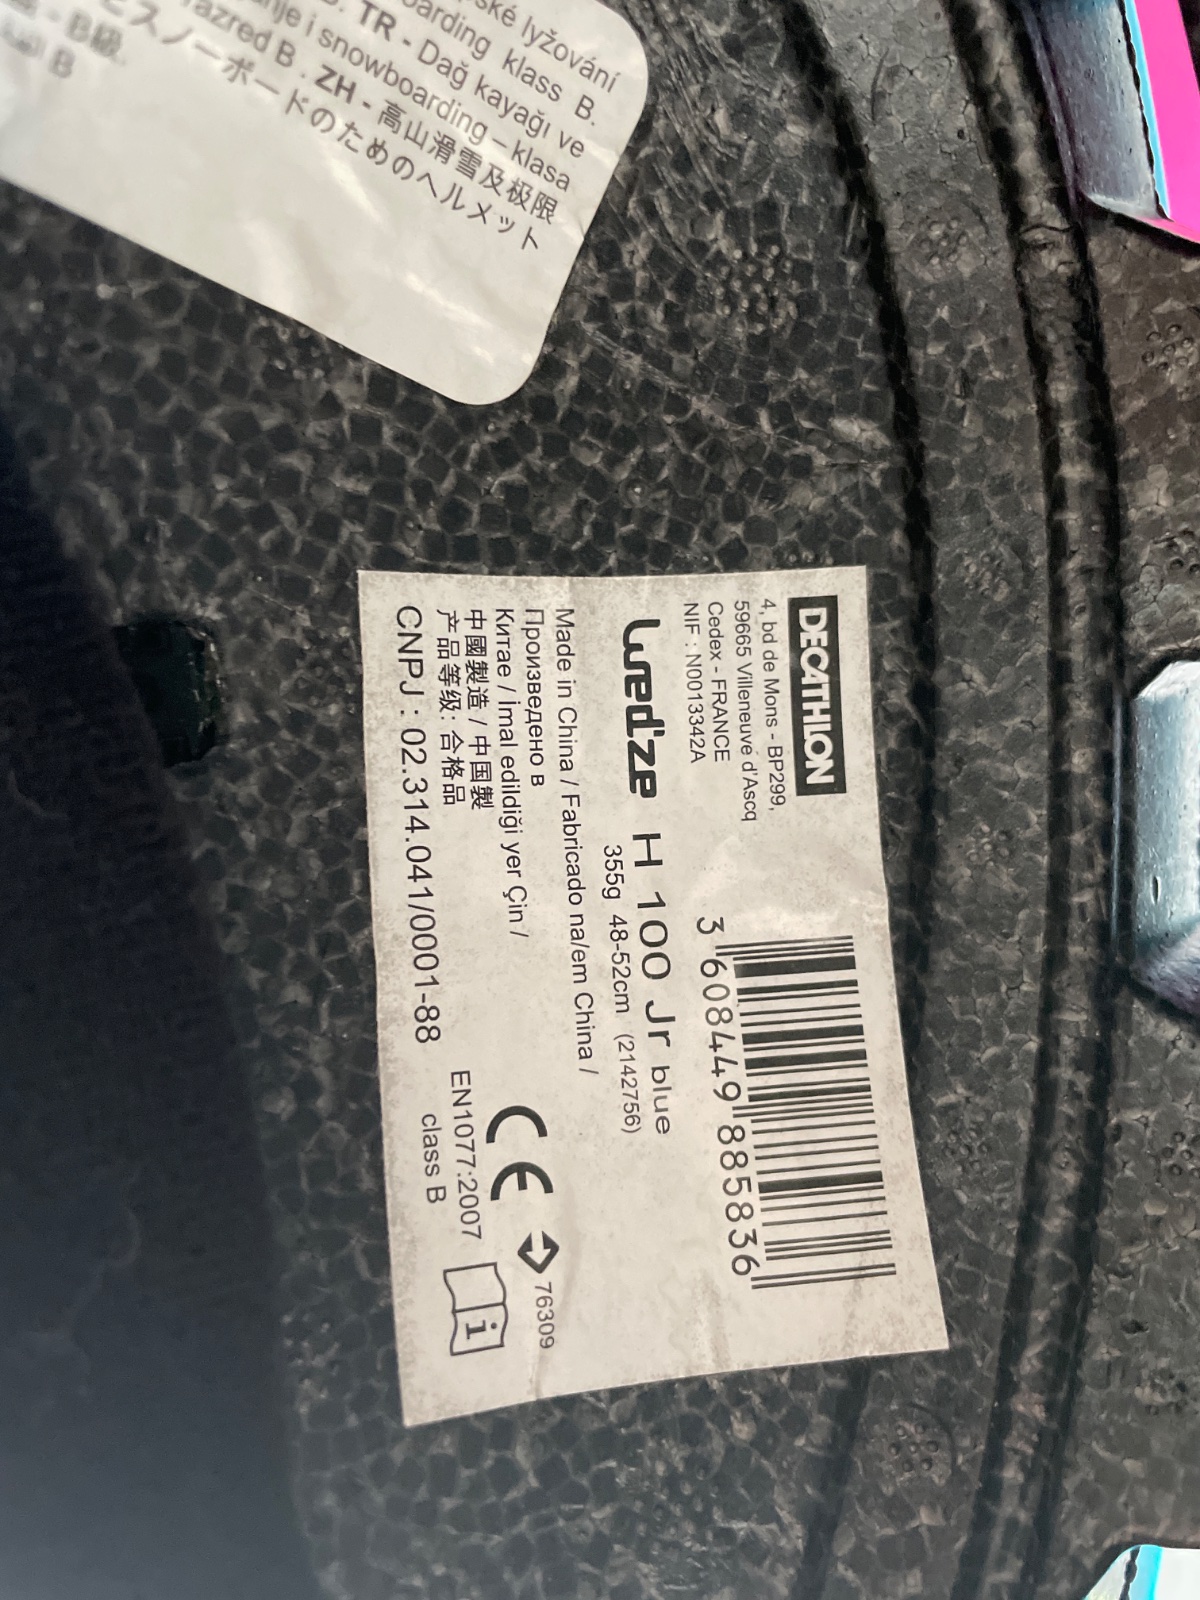 ské lyžování
oarding klass B.
TR - Dağ kayağı ve
nje i snowboarding – klasa
razred B . ZH - 高山滑雪及极限
スノーボードのためのヘルメット
B級.
B
DECATHLON
4, bd de Mons - BP299,
59665 Villeneuve d'Ascq
Cedex - FRANCE
NIF : N0013342A
3 608449 885836
wed'ze H 100 Jr blue
355g 48-52cm (2142756)
Made in China / Fabricado na/em China /
Произведено в
Китае / İmal edildiği yer Çin /
中國製造 / 中国製
产品等级: 合格品
CNPJ : 02.314.041/0001-88
CE
76309
EN1077:2007
class B
i